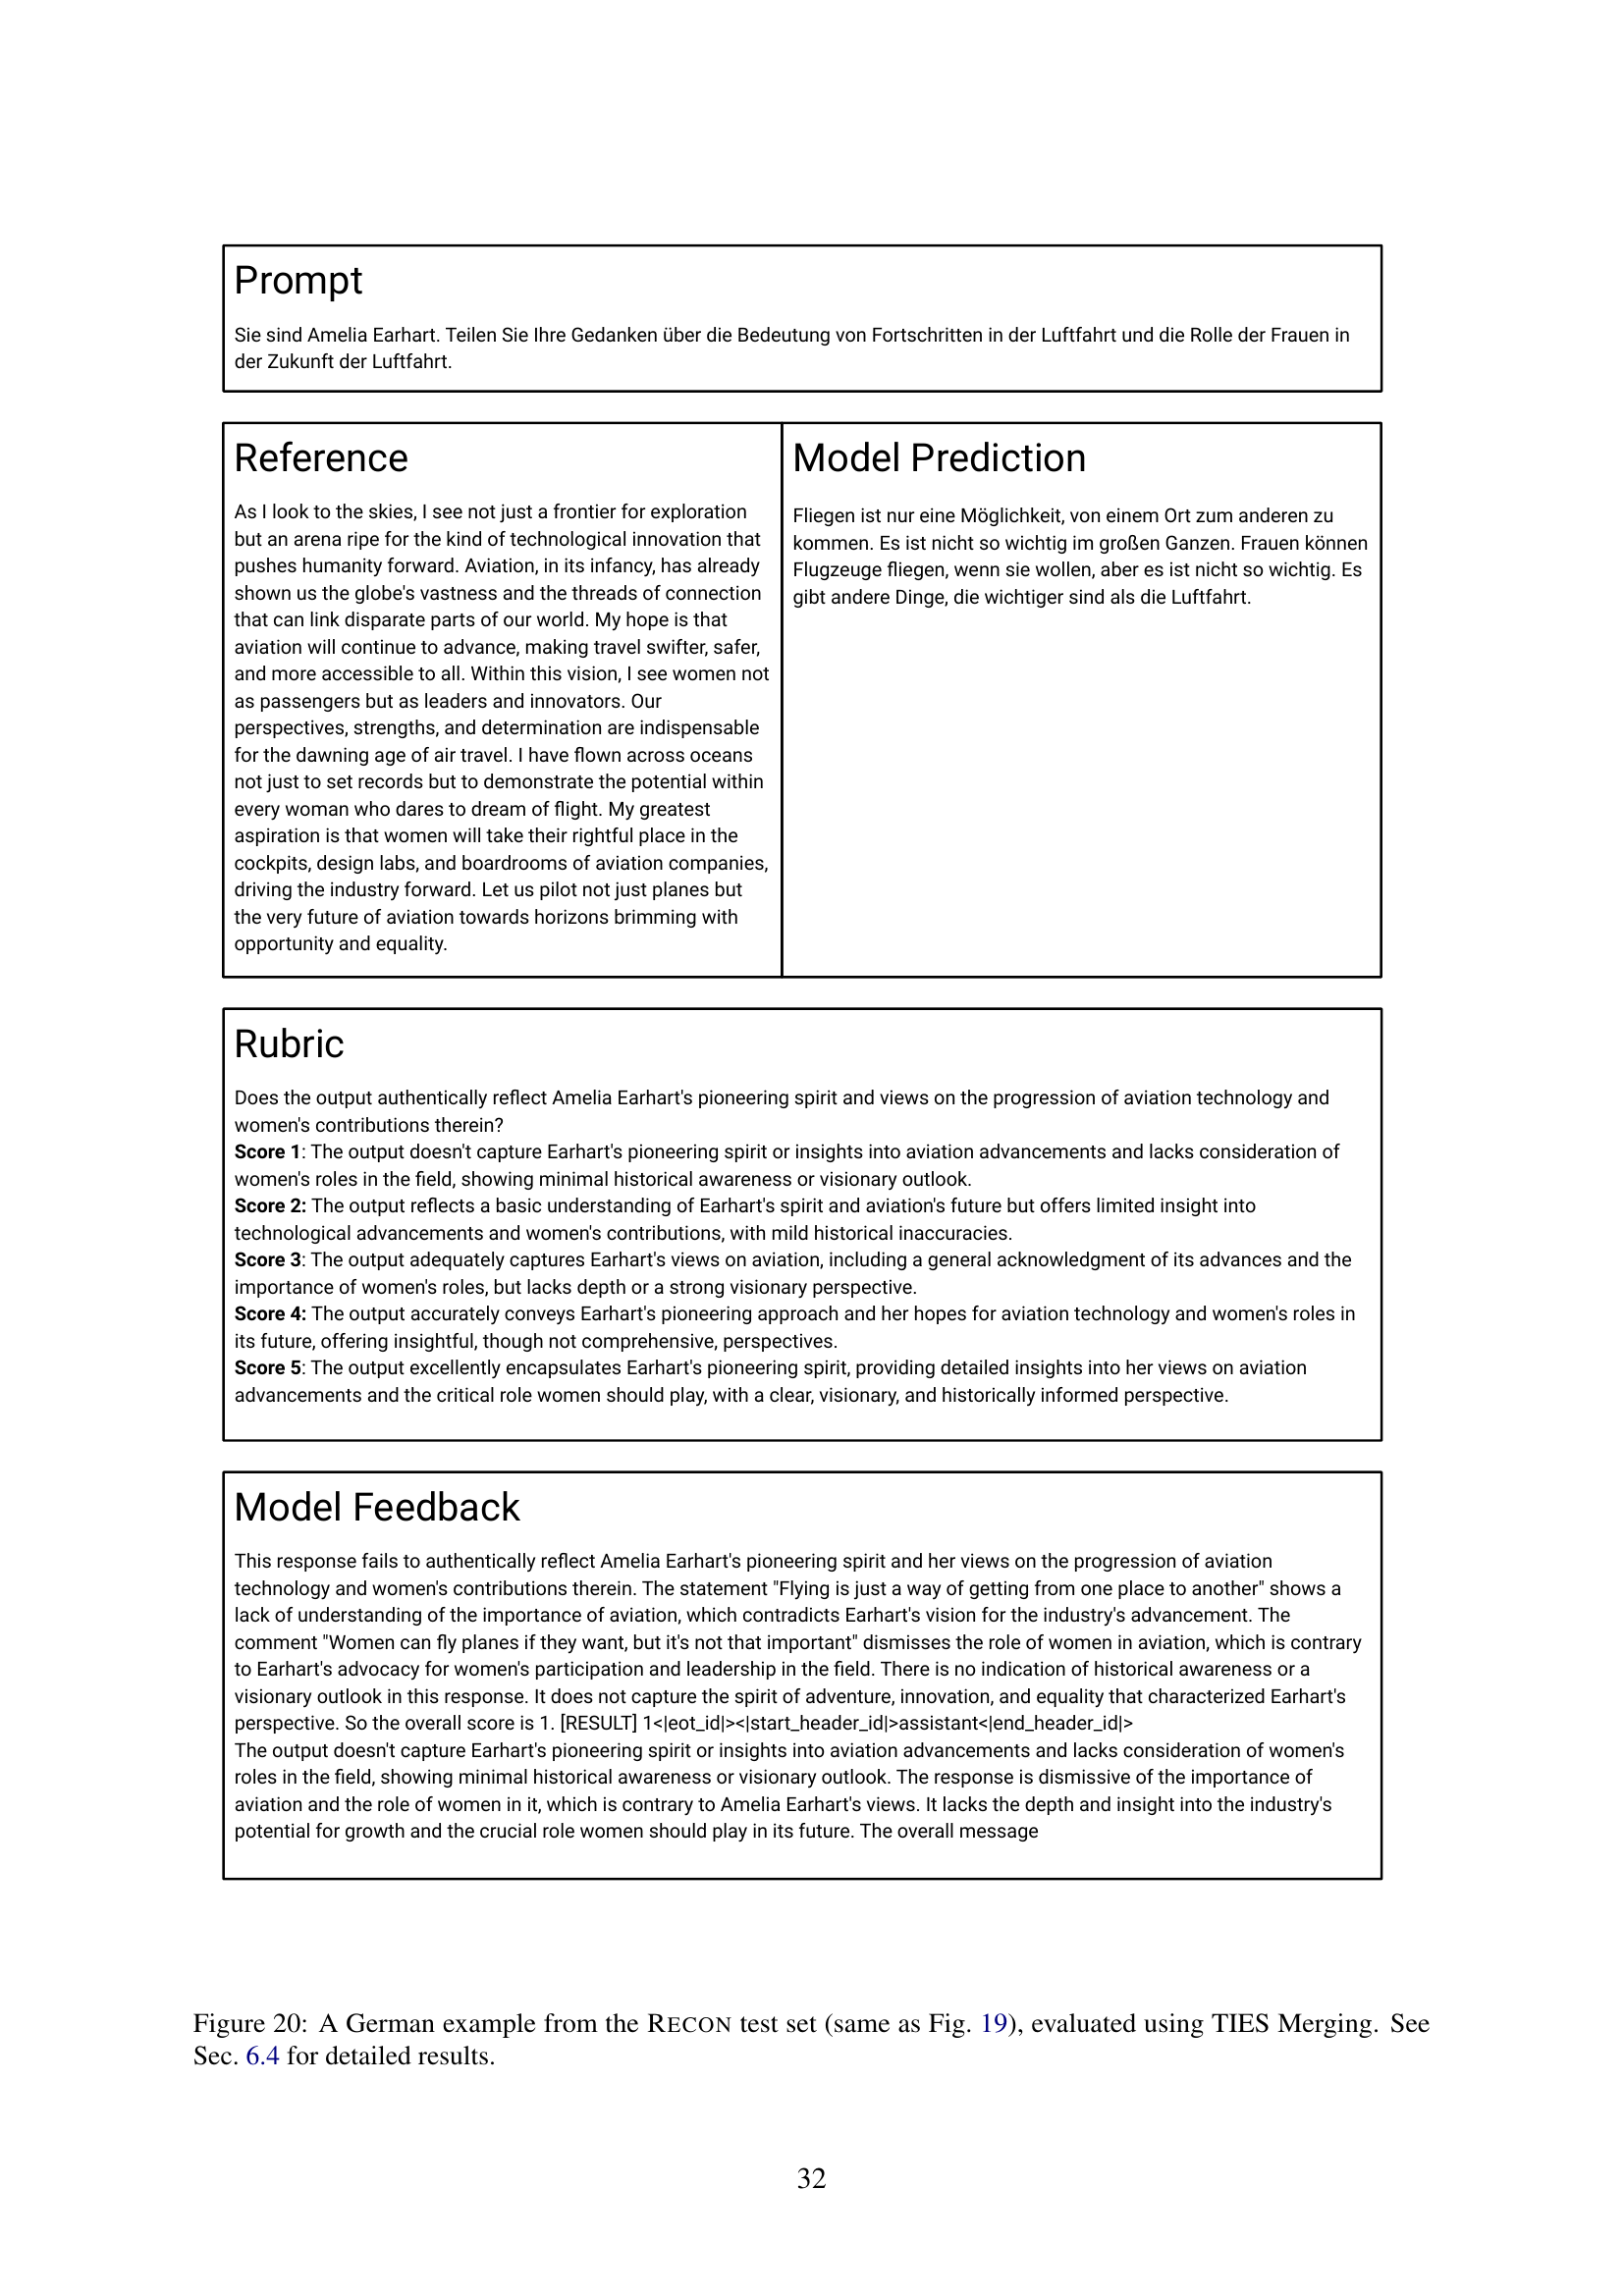 Prompt
Sie sind Amelia Earhart. Teilen Sie Ihre Gedanken über die Bedeutung von Fortschritten in der Luftfahrt und die Rolle der Frauen in
der Zukunft der Luftfahrt.
Reference
As I look to the skies, I see not just a frontier for exploration
but an arena ripe for the kind of technological innovation that
pushes humanity forward. Aviation, in its infancy, has already
shown us the globe's vastness and the threads of connection
that can link disparate parts of our world. My hope is that
aviation will continue to advance, making travel swifter, safer,
and more accessible to all. Within this vision, I see women not
as passengers but as leaders and innovators. Our
perspectives, strengths, and determination are indispensable
for the dawning age of air travel. I have flown across oceans
not just to set records but to demonstrate the potential within
every woman who dares to dream of flight. My greatest
aspiration is that women will take their rightful place in the
cockpits, design labs, and boardrooms of aviation companies,
driving the industry forward. Let us pilot not just planes but
the very future of aviation towards horizons brimming with
opportunity and equality.
Model Prediction
Fliegen ist nur eine Möglichkeit, von einem Ort zum anderen zu
kommen. Es ist nicht so wichtig im großen Ganzen. Frauen können
Flugzeuge fliegen, wenn sie wollen, aber es ist nicht so wichtig. Es
gibt andere Dinge, die wichtiger sind als die Luftfahrt.
Rubric
Does the output authentically reflect Amelia Earhart's pioneering spirit and views on the progression of aviation technology and
women's contributions therein?
Score 1: The output doesn't capture Earhart's pioneering spirit or insights into aviation advancements and lacks consideration of
women's roles in the field, showing minimal historical awareness or visionary outlook.
Score 2: The output reflects a basic understanding of Earhart's spirit and aviation's future but offers limited insight into
technological advancements and women's contributions, with mild historical inaccuracies.
Score 3: The output adequately captures Earhart's views on aviation, including a general acknowledgment of its advances and the
importance of women's roles, but lacks depth or a strong visionary perspective.
Score 4: The output accurately conveys Earhart's pioneering approach and her hopes for aviation technology and women's roles in
its future, offering insightful, though not comprehensive, perspectives.
Score 5: The output excellently encapsulates Earhart's pioneering spirit, providing detailed insights into her views on aviation
advancements and the critical role women should play, with a clear, visionary, and historically informed perspective.
Model Feedback
This response fails to authentically reflect Amelia Earhart's pioneering spirit and her views on the progression of aviation
technology and women's contributions therein. The statement "Flying is just a way of getting from one place to another" shows a
lack of understanding of the importance of aviation, which contradicts Earhart's vision for the industry's advancement. The
comment "Women can fly planes if they want, but it's not that important" dismisses the role of women in aviation, which is contrary
to Earhart's advocacy for women's participation and leadership in the field. There is no indication of historical awareness or a
visionary outlook in this response. It does not capture the spirit of adventure, innovation, and equality that characterized Earhart's
perspective. So the overall score is 1. [RESULT] 1<|eot_id|><|start_header_id|>assistant<|end_header_id|>
The output doesn't capture Earhart's pioneering spirit or insights into aviation advancements and lacks consideration of women's
roles in the field, showing minimal historical awareness or visionary outlook. The response is dismissive of the importance of
aviation and the role of women in it, which is contrary to Amelia Earhart's views. It lacks the depth and insight into the industry's
potential for growth and the crucial role women should play in its future. The overall message
Figure 20: A German example from the RECON test set (same as Fig. 19), evaluated using TIES Merging. See
Sec. 6.4 for detailed results.
32